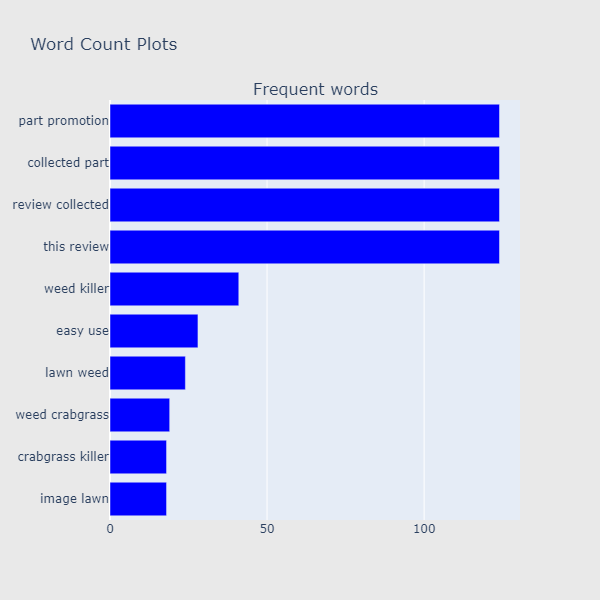 Word Count Plots
Frequent words
part promotion
collected part
review collected
this review
weed killer
easy use
lawn weed
weed crabgrass
crabgrass killer
image lawn
0 50 100